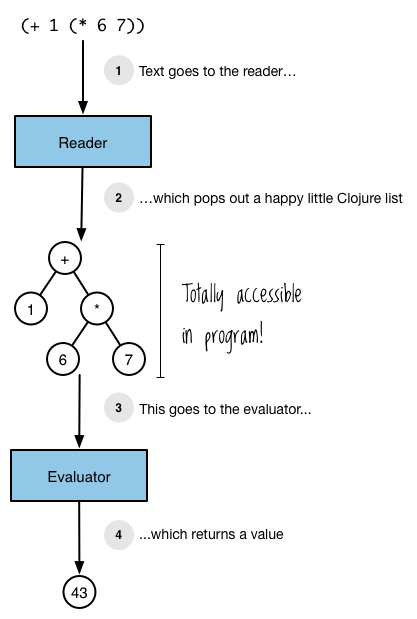 (+ 1 (* 6 7))
1 Text goes to the reader…
Reader
2 …which pops out a happy little Clojure list
+
1 *
6 7
Totally accessible
in program!
3 This goes to the evaluator...
Evaluator
4 ...which returns a value
43